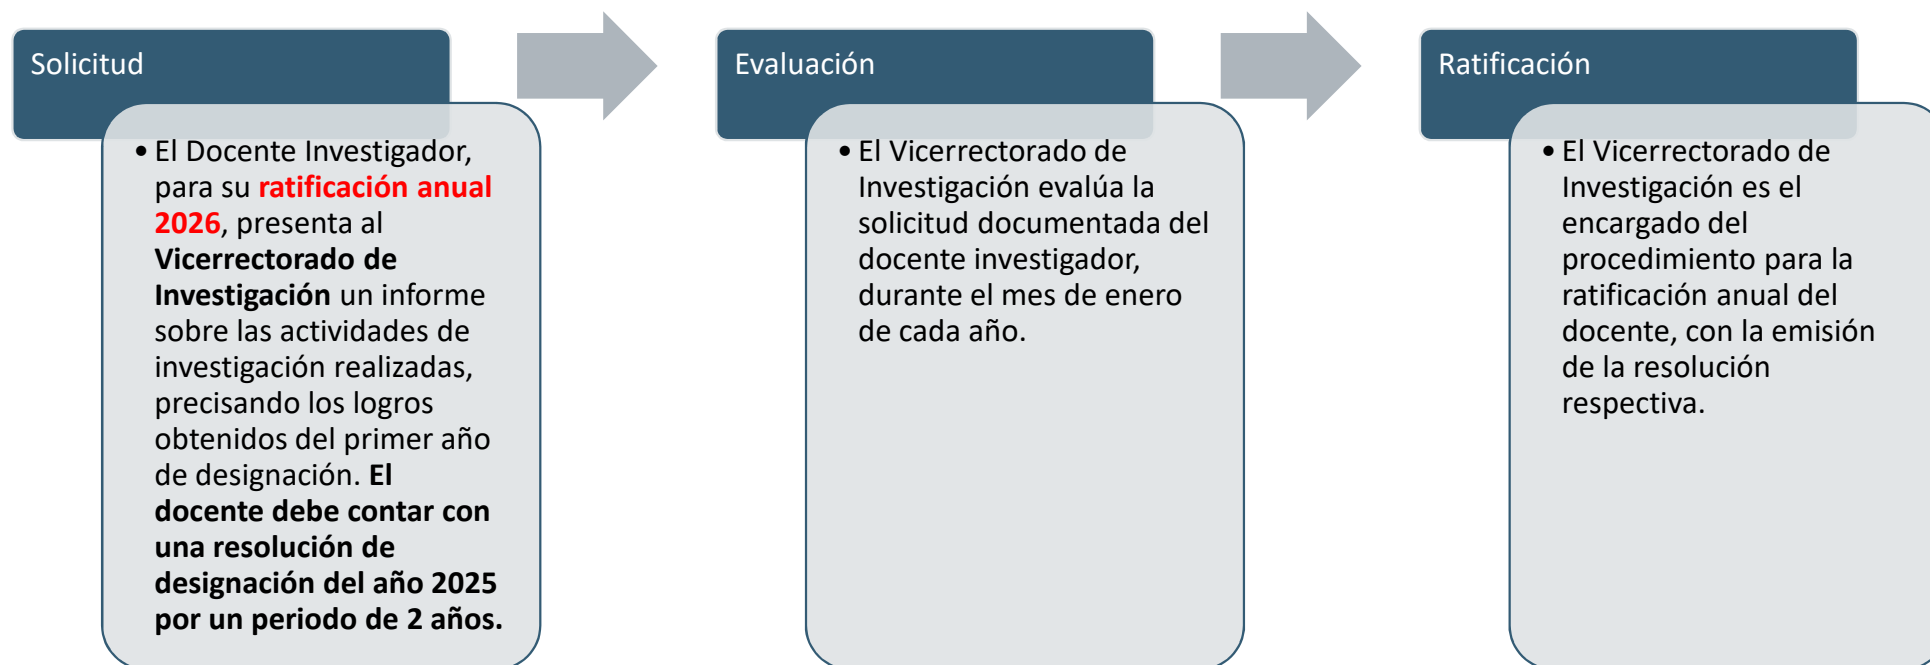 Solicitud
• El Docente Investigador,
para su ratificación anual
2026, presenta al
Vicerrectorado de
Investigación un informe
sobre las actividades de
investigación realizadas,
precisando los logros
obtenidos del primer año
de designación. El
docente debe contar con
una resolución de
designación del año 2025
por un periodo de 2 años.
Evaluación
• El Vicerrectorado de
Investigación evalúa la
solicitud documentada del
docente investigador,
durante el mes de enero
de cada año.
Ratificación
• El Vicerrectorado de
Investigación es el
encargado del
procedimiento para la
ratificación anual del
docente, con la emisión
de la resolución
respectiva.